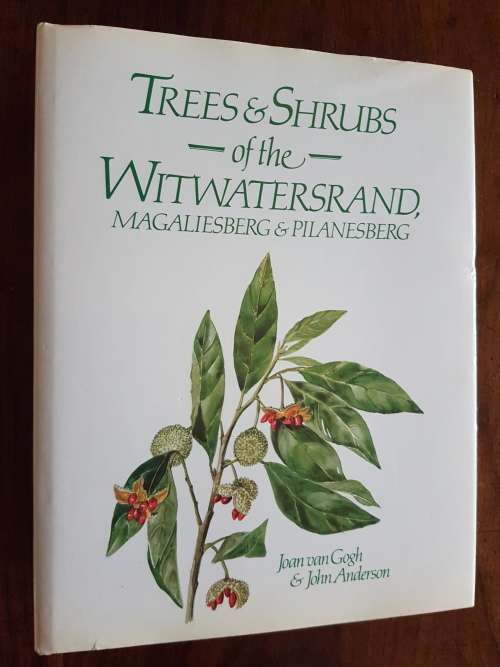 TREES & SHRUBS
of the
WITWATERSRAND,
MAGALIESBERG & PILANESBERG
Joan van Gogh
& John Anderson